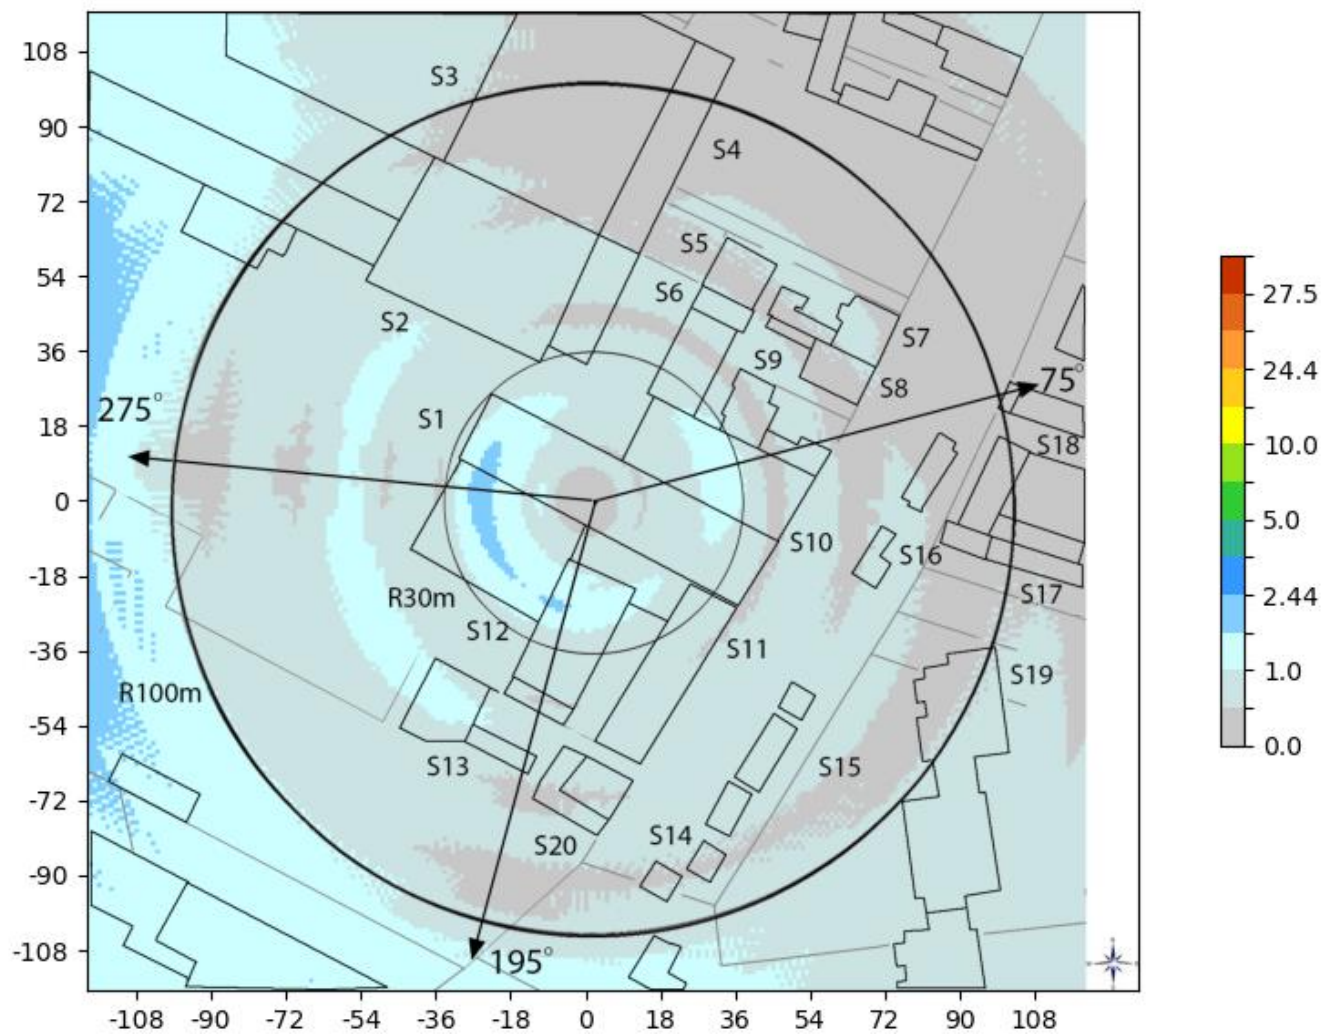 108
S3
90
S4
72
S5
54
S6
27.5
S2
S7
36
S9
75°
24.4
S8
275°
18
S1
S18
10.0
0
S10
5.0
S16
-18
R30m
S17
2.44
S12
-36
S11
S19
R100m
1.0
-54
S13
S15
0.0
-72
S14
S20
-90
-108
195°
-108 -90 -72 -54 -36 -18 0 18 36 54 72 90 108